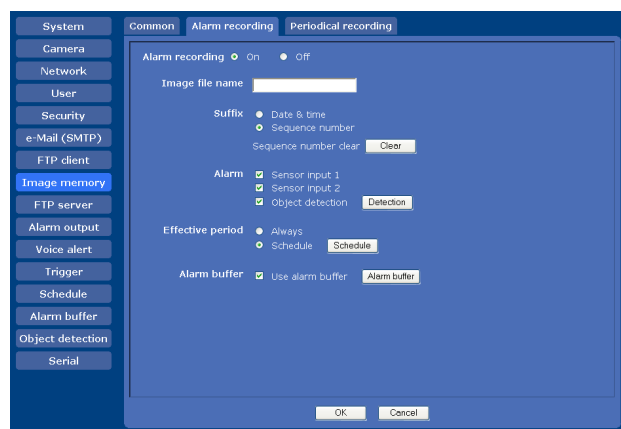 System
Camera
Network
User
Security
e-Mail (SMTP)
FTP client
Image memory
FTP server
Alarm output
Voice alert
Trigger
Schedule
Alarm buffer
Object detection
Serial
Common Alarm recording Periodical recording
Alarm recording On Off
Image file name
Suffix Date & time
Sequence number
Sequence number clear Clear
Alarm Sensor input 1
Sensor input 2
Object detection Detection
Effective period Always
Schedule Schedule
Alarm buffer Use alarm buffer Alarm buffer
OK Cancel